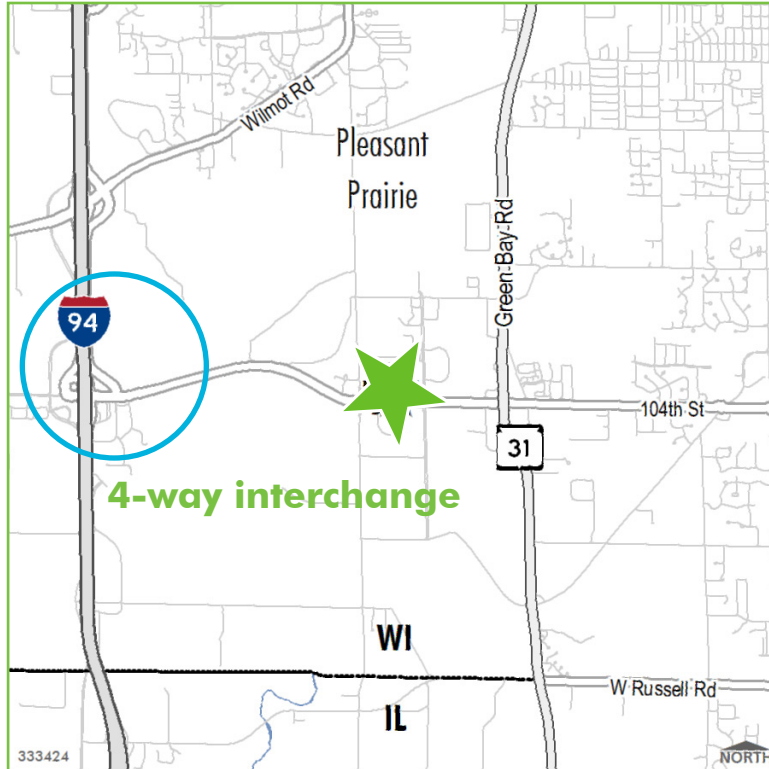 Wilmot Rd
Pleasant
Prairie
Green Bay Rd
94
104th St
31
4-way interchange
WI
W Russell Rd
IL
333424
NORTH